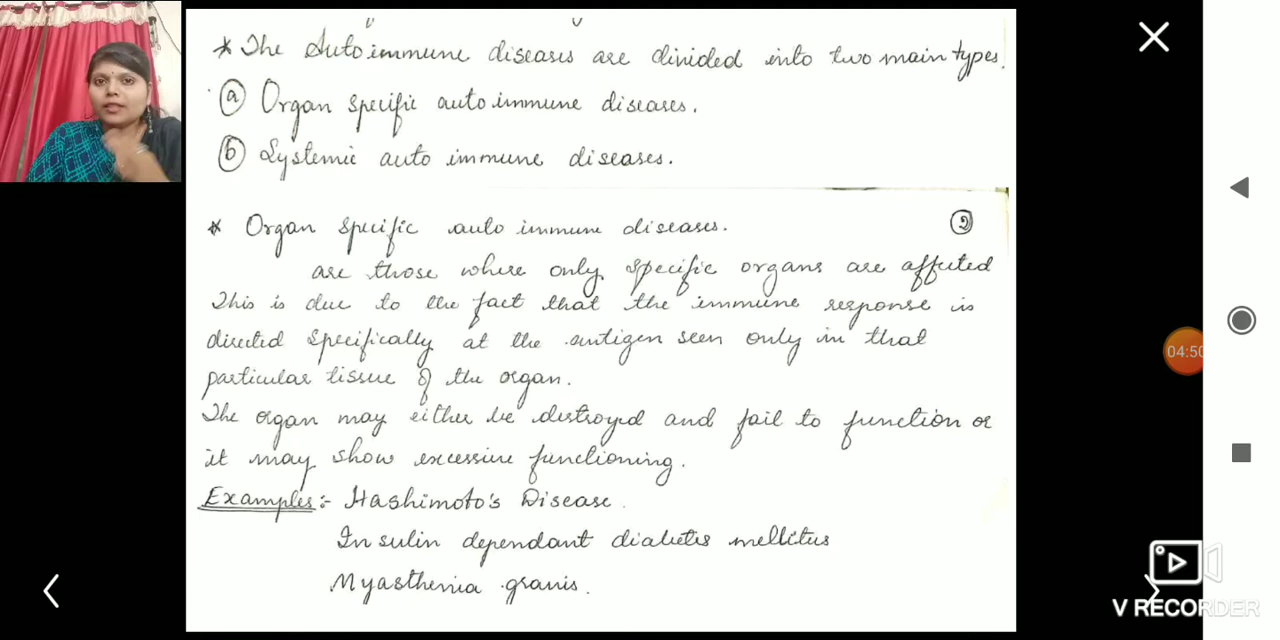 * The Autoimmune diseases are divided into two main types.
(a) Organ specific auto immune diseases.
(b) Systemic auto immune diseases.
* Organ specific auto immune diseases.
(2)
are those where only specific organs are affected
This is due to the fact that the immune response is
directed specifically at the antigen seen only in that
particular tissue of the organ.
The organ may either be destroyed and fail to function or
it may show excessive functioning.
Examples:- Hashimoto's Disease.
Insulin dependant diabetes mellitus
Myasthenia gravis.
04:50
V RECORDER